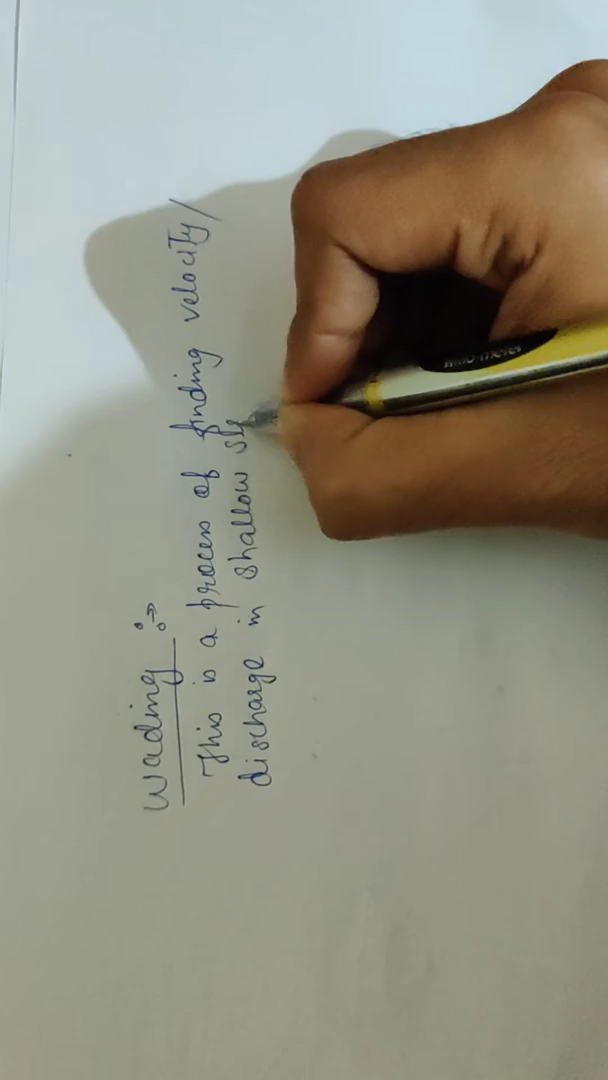 Wading :→
This is a process of finding velocity/
discharge in shallow